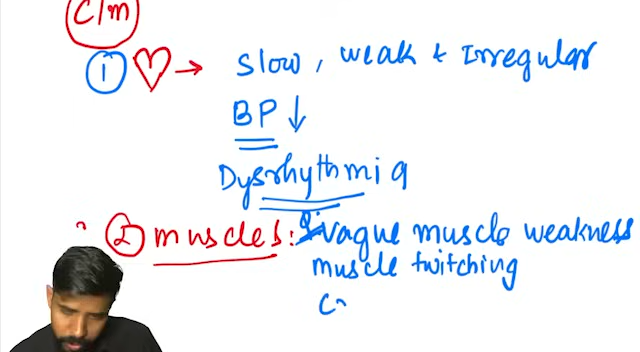 C/m
① → Slow, weak & Irregular
BP ↓
Dysrhythmia
② muscles: vague muscle weakness
muscle twitching
C